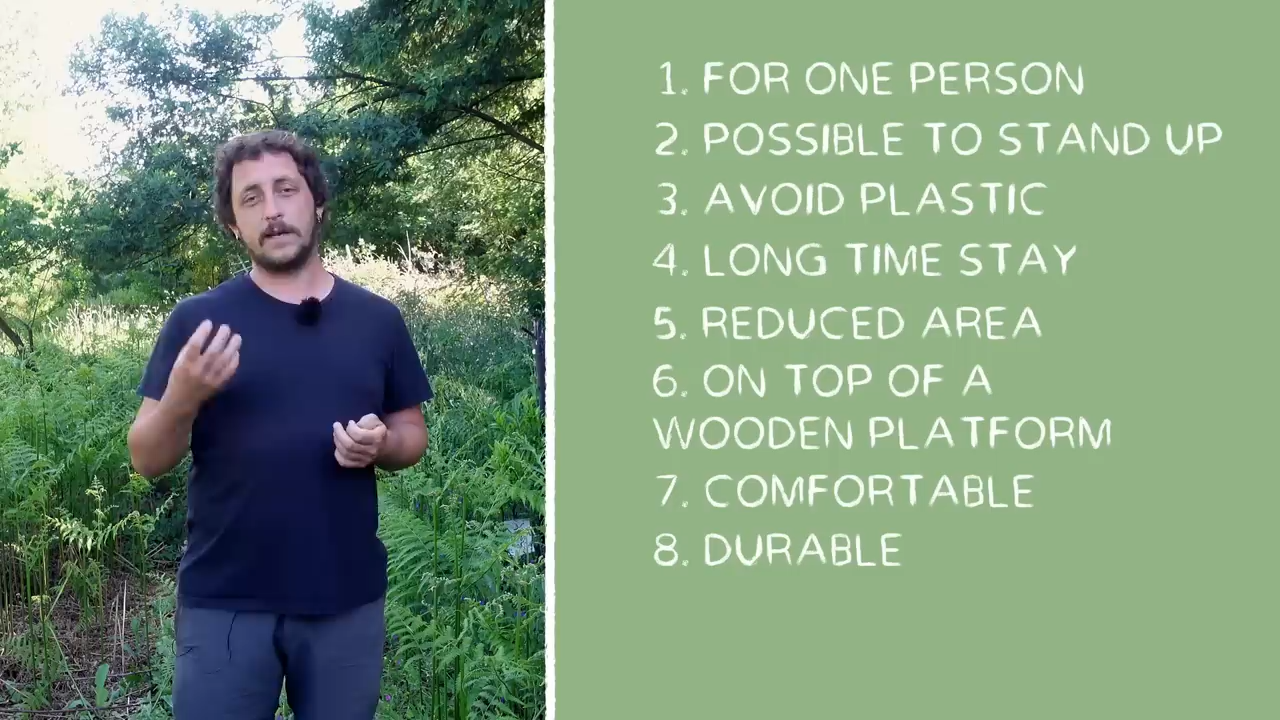 1. FOR ONE PERSON
2. POSSIBLE TO STAND UP
3. AVOID PLASTIC
4. LONG TIME STAY
5. REDUCED AREA
6. ON TOP OF A
WOODEN PLATFORM
7. COMFORTABLE
8. DURABLE